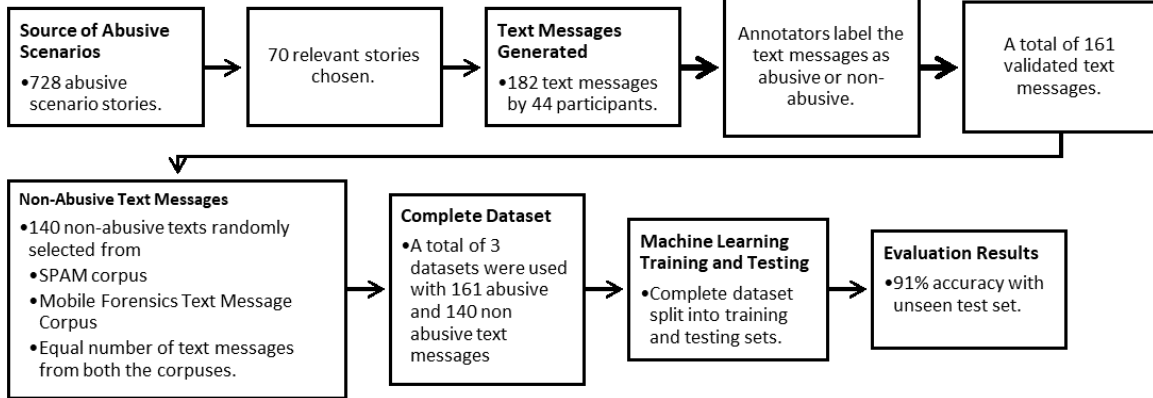 Source of Abusive
Scenarios
•728 abusive
scenario stories.
70 relevant stories
chosen.
Text Messages
Generated
•182 text messages
by 44 participants.
Annotators label the
text messages as
abusive or non-
abusive.
A total of 161
validated text
messages.
Non-Abusive Text Messages
•140 non-abusive texts randomly
selected from
•SPAM corpus
•Mobile Forensics Text Message
Corpus
•Equal number of text messages
from both the corpuses.
Complete Dataset
•A total of 3
datasets were used
with 161 abusive
and 140 non
abusive text
messages
Machine Learning
Training and Testing
•Complete dataset
split into training
and testing sets.
Evaluation Results
•91% accuracy with
unseen test set.